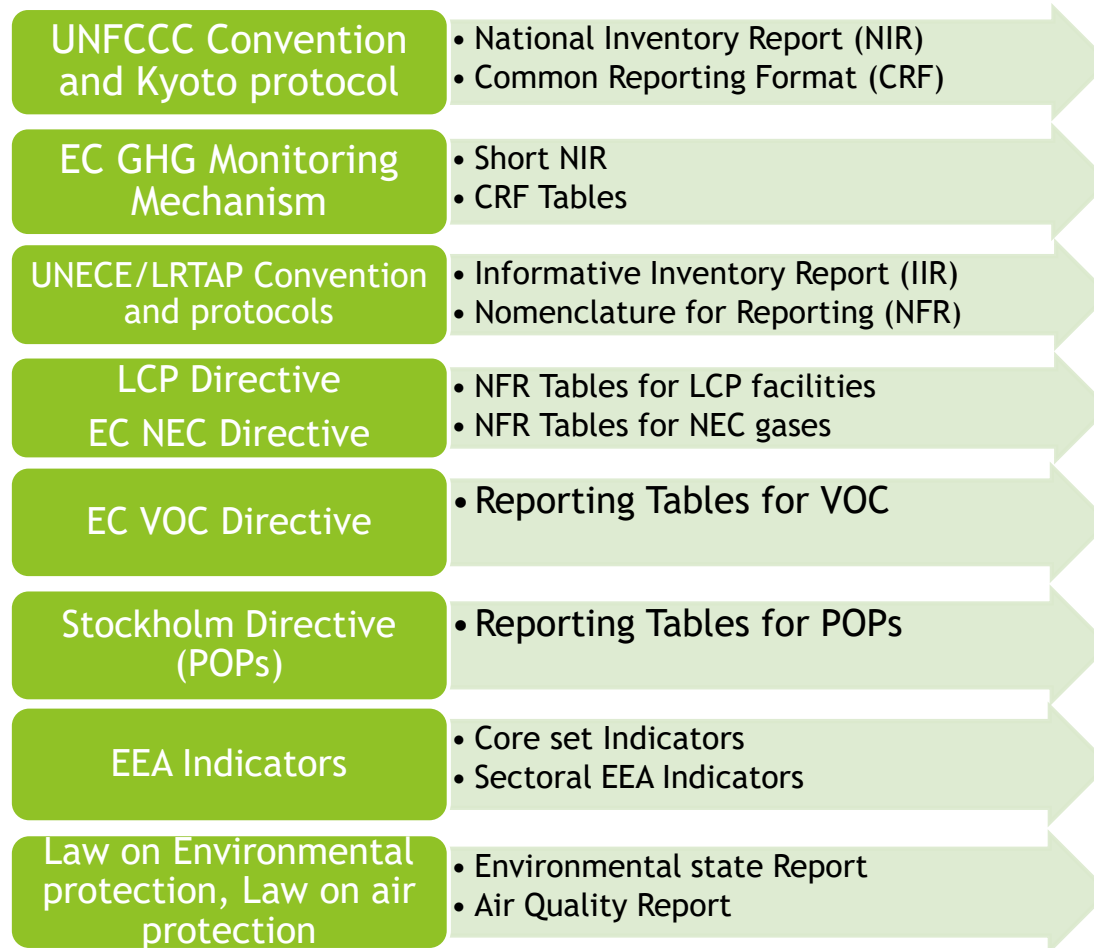 UNFCCC Convention
and Kyoto protocol
• National Inventory Report (NIR)
• Common Reporting Format (CRF)
EC GHG Monitoring
Mechanism
• Short NIR
• CRF Tables
UNECE/LRTAP Convention
and protocols
• Informative Inventory Report (IIR)
• Nomenclature for Reporting (NFR)
LCP Directive
EC NEC Directive
• NFR Tables for LCP facilities
• NFR Tables for NEC gases
EC VOC Directive
• Reporting Tables for VOC
Stockholm Directive
(POPs)
• Reporting Tables for POPs
EEA Indicators
• Core set Indicators
• Sectoral EEA Indicators
Law on Environmental
protection, Law on air
protection
• Environmental state Report
• Air Quality Report